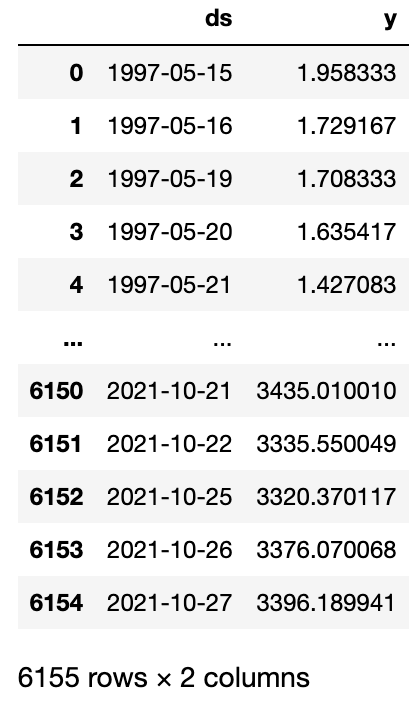 ds y
0 1997-05-15 1.958333
1 1997-05-16 1.729167
2 1997-05-19 1.708333
3 1997-05-20 1.635417
4 1997-05-21 1.427083
... ... ...
6150 2021-10-21 3435.010010
6151 2021-10-22 3335.550049
6152 2021-10-25 3320.370117
6153 2021-10-26 3376.070068
6154 2021-10-27 3396.189941
6155 rows × 2 columns